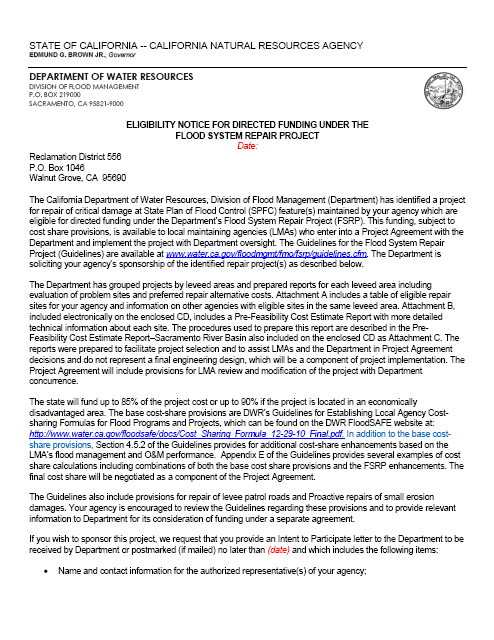 STATE OF CALIFORNIA -- CALIFORNIA NATURAL RESOURCES AGENCY
EDMUND G. BROWN JR., Governor
DEPARTMENT OF WATER RESOURCES
DIVISION OF FLOOD MANAGEMENT
P.O. BOX 219000
SACRAMENTO, CA 95821-9000
ELIGIBILITY NOTICE FOR DIRECTED FUNDING UNDER THE
FLOOD SYSTEM REPAIR PROJECT
Date:
Reclamation District 556
P.O. Box 1046
Walnut Grove, CA 95690
The California Department of Water Resources, Division of Flood Management (Department) has identified a project
for repair of critical damage at State Plan of Flood Control (SPFC) feature(s) maintained by your agency which are
eligible for directed funding under the Department's Flood System Repair Project (FSRP). This funding, subject to
cost share provisions, is available to local maintaining agencies (LMAs) who enter into a Project Agreement with the
Department and implement the project with Department oversight. The Guidelines for the Flood System Repair
Project (Guidelines) are available at www.water.ca.gov/floodmgmt/fmo/fsrp/guidelines.cfm. The Department is
soliciting your agency's sponsorship of the identified repair project(s) as described below.
The Department has grouped projects by leveed areas and prepared reports for each leveed area including
evaluation of problem sites and preferred repair alternative costs. Attachment A includes a table of eligible repair
sites for your agency and information on other agencies with eligible sites in the same leveed area. Attachment B,
included electronically on the enclosed CD, includes a Pre-Feasibility Cost Estimate Report with more detailed
technical information about each site. The procedures used to prepare this report are described in the Pre-
Feasibility Cost Estimate Report–Sacramento River Basin also included on the enclosed CD as Attachment C. The
reports were prepared to facilitate project selection and to assist LMAs and the Department in Project Agreement
decisions and do not represent a final engineering design, which will be a component of project implementation. The
Project Agreement will include provisions for LMA review and modification of the project with Department
concurrence.
The state will fund up to 85% of the project cost or up to 90% if the project is located in an economically
disadvantaged area. The base cost-share provisions are DWR's Guidelines for Establishing Local Agency Cost-
sharing Formulas for Flood Programs and Projects, which can be found on the DWR FloodSAFE website at:
http://www.water.ca.gov/floodsafe/docs/Cost_Sharing_Formula_12-29-10_Final.pdf. In addition to the base cost-
share provisions, Section 4.5.2 of the Guidelines provides for additional cost-share enhancements based on the
LMA's flood management and O&M performance. Appendix E of the Guidelines provides several examples of cost
share calculations including combinations of both the base cost share provisions and the FSRP enhancements. The
final cost share will be negotiated as a component of the Project Agreement.
The Guidelines also include provisions for repair of levee patrol roads and Proactive repairs of small erosion
damages. Your agency is encouraged to review the Guidelines regarding these provisions and to provide relevant
information to Department for its consideration of funding under a separate agreement.
If you wish to sponsor this project, we request that you provide an Intent to Participate letter to the Department to be
received by Department or postmarked (if mailed) no later than (date) and which includes the following items:
• Name and contact information for the authorized representative(s) of your agency;